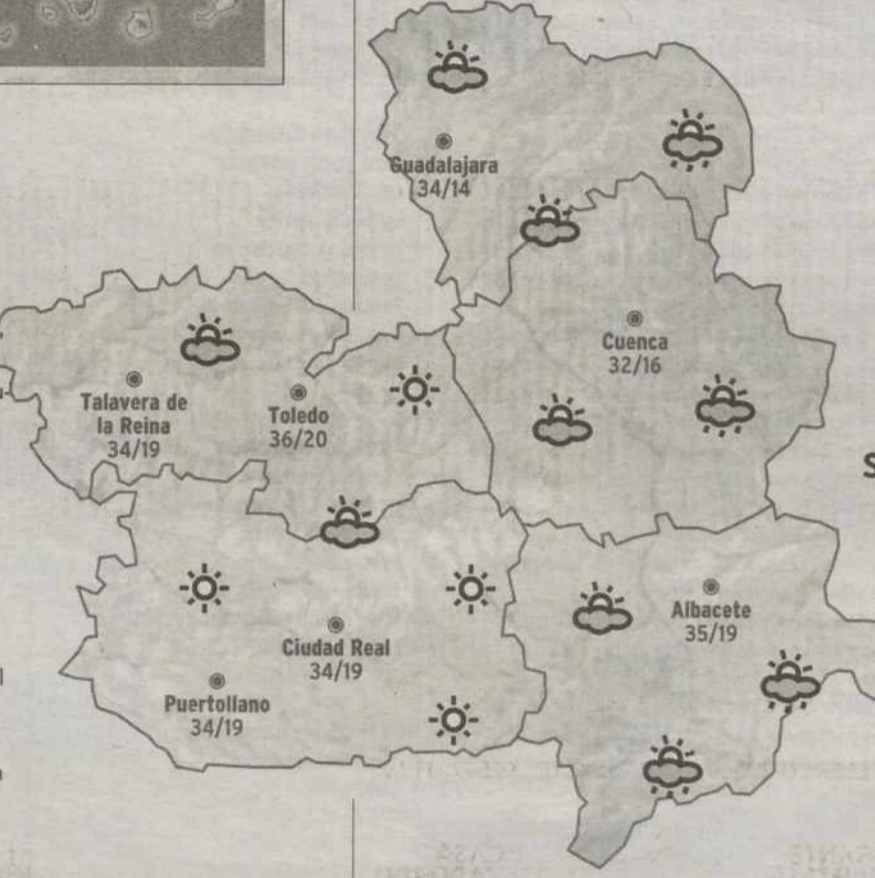 Guadalajara
34/14
Cuenca
32/16
Talavera de
la Reina
34/19
Toledo
36/20
Albacete
35/19
Ciudad Real
34/19
Puertollano
34/19